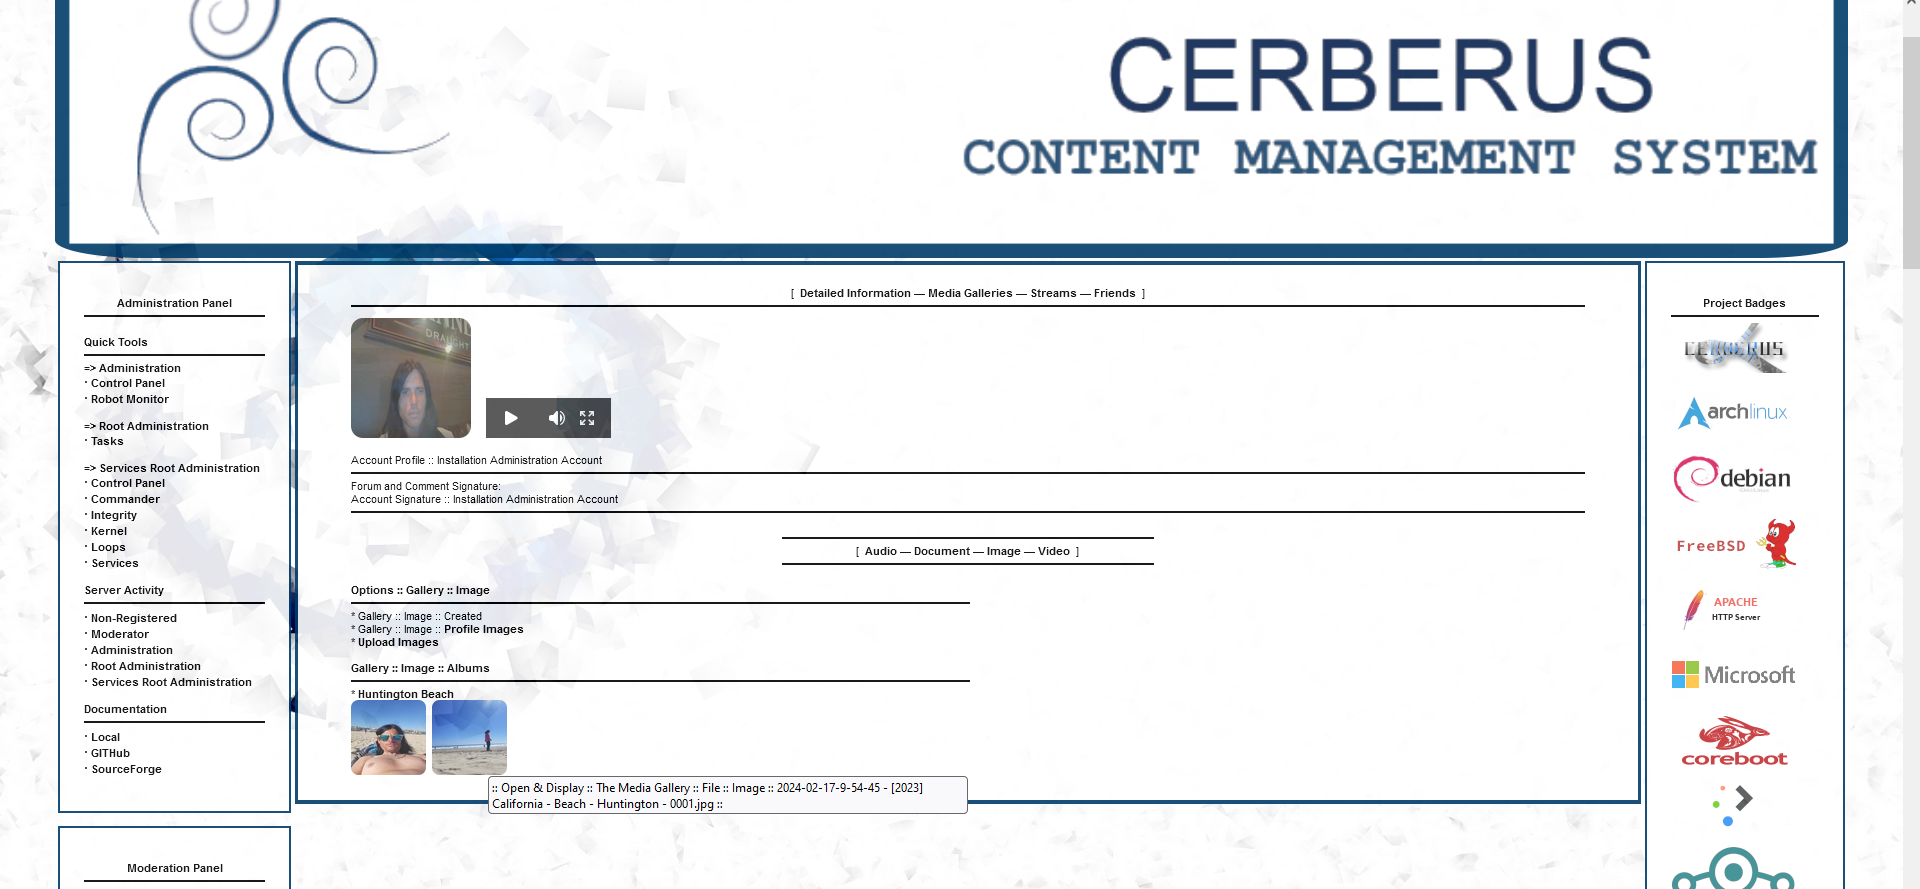 CERBERUS
CONTENT MANAGEMENT SYSTEM
Administration Panel
Quick Tools
=> Administration
· Control Panel
· Robot Monitor
=> Root Administration
· Tasks
=> Services Root Administration
· Control Panel
· Commander
· Integrity
· Kernel
· Loops
· Services
Server Activity
· Non-Registered
· Moderator
· Administration
· Root Administration
· Services Root Administration
Documentation
· Local
· GITHub
· SourceForge
Moderation Panel
[ Detailed Information — Media Galleries — Streams — Friends ]
DRAUGHT
Account Profile :: Installation Administration Account
Forum and Comment Signature:
Account Signature :: Installation Administration Account
[ Audio — Document — Image — Video ]
Options :: Gallery :: Image
* Gallery :: Image :: Created
* Gallery :: Image :: Profile Images
* Upload Images
Gallery :: Image :: Albums
* Huntington Beach
:: Open & Display :: The Media Gallery :: File :: Image :: 2024-02-17-9-54-45 - [2023]
California - Beach - Huntington - 0001.jpg ::
Project Badges
CERBERUS
archlinux
debian
FreeBSD
APACHE
HTTP Server
Microsoft
coreboot